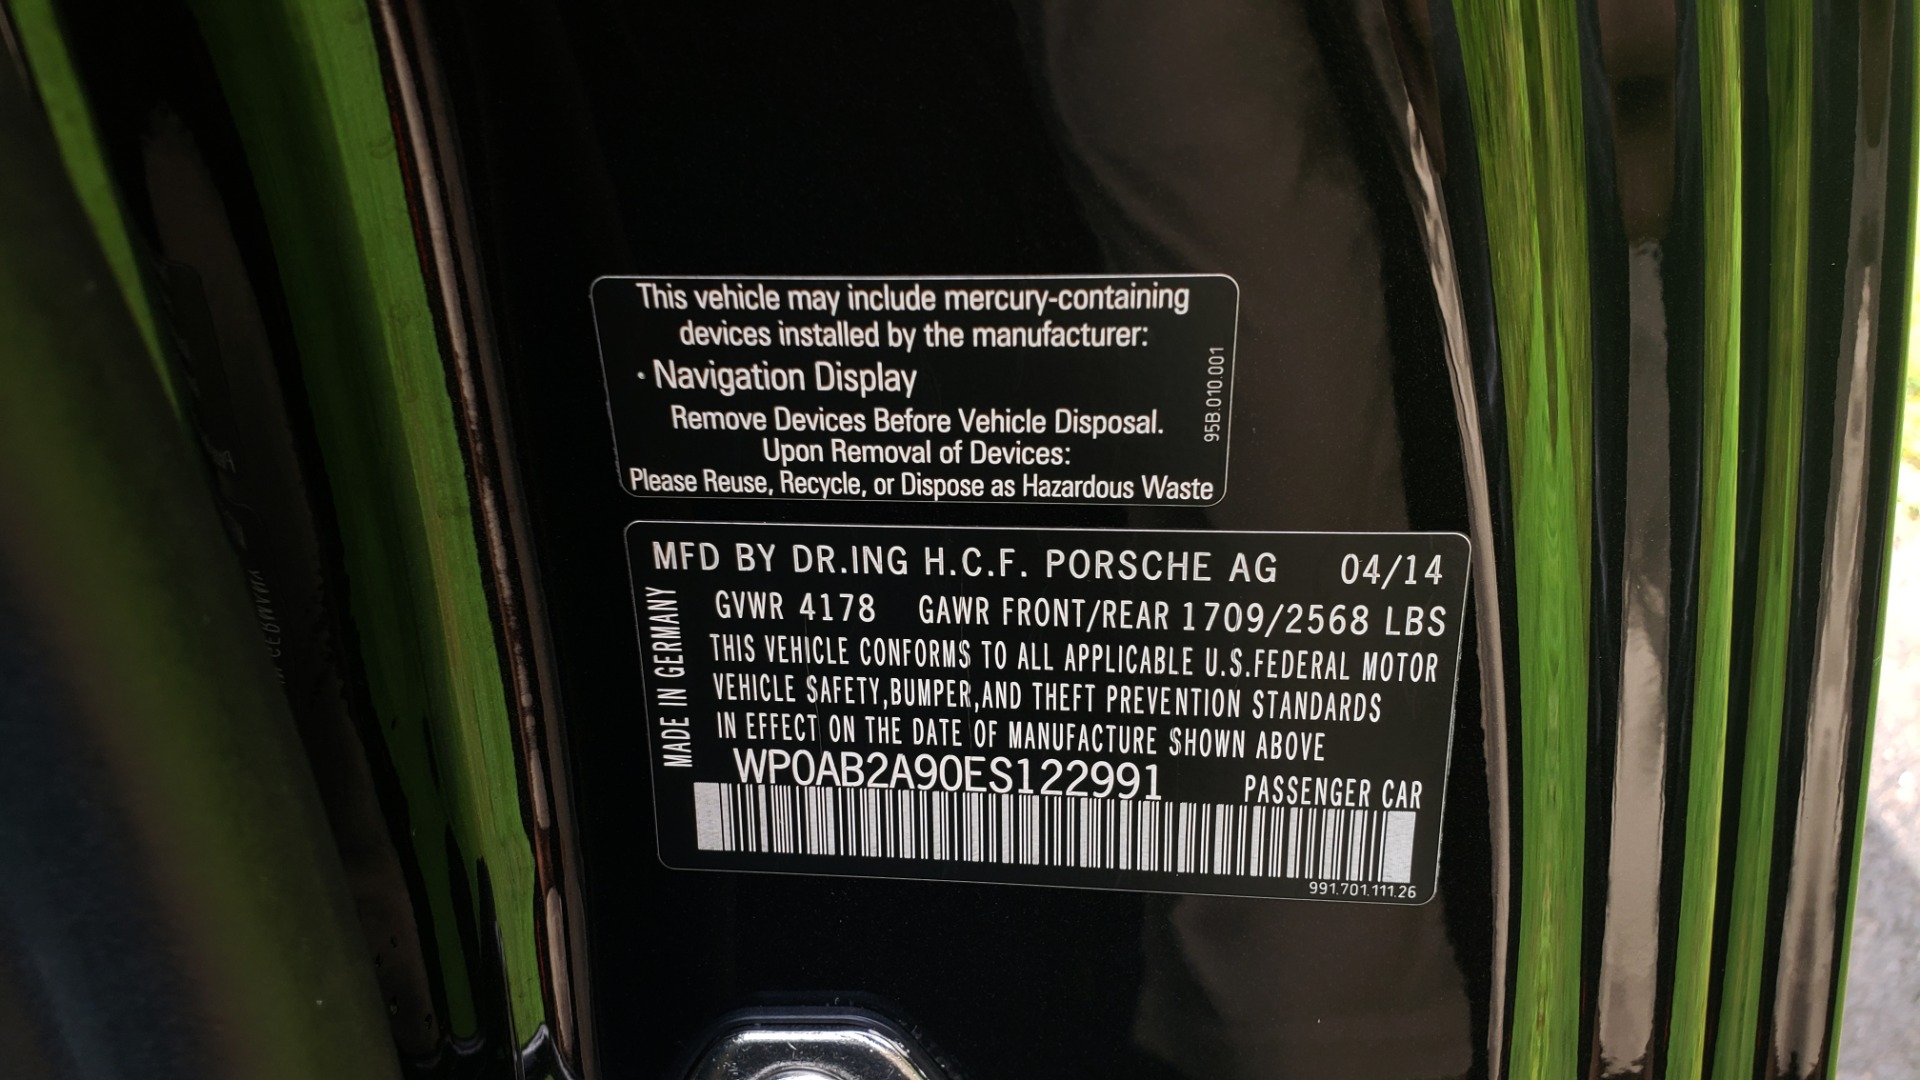 This vehicle may include mercury-containing
devices installed by the manufacturer:
· Navigation Display
Remove Devices Before Vehicle Disposal.
Upon Removal of Devices:
Please Reuse, Recycle, or Dispose as Hazardous Waste
95B.010.001
MFD BY DR.ING H.C.F. PORSCHE AG 04/14
GVWR 4178 GAWR FRONT/REAR 1709/2568 LBS
THIS VEHICLE CONFORMS TO ALL APPLICABLE U.S.FEDERAL MOTOR
VEHICLE SAFETY,BUMPER,AND THEFT PREVENTION STANDARDS
IN EFFECT ON THE DATE OF MANUFACTURE SHOWN ABOVE
WP0AB2A90ES122991 PASSENGER CAR
MADE IN GERMANY
991.701.111.26